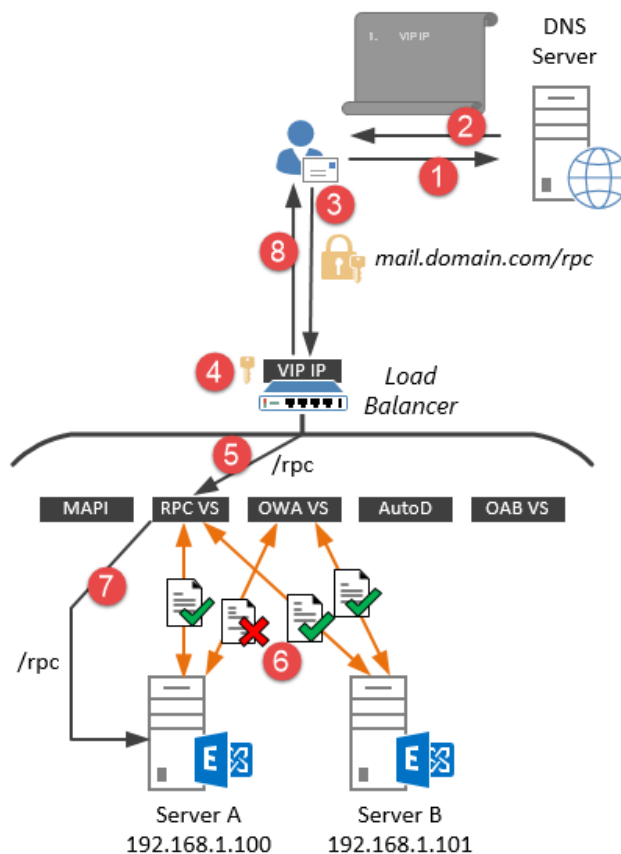 1. VIP IP
DNS
Server
2
1
3
8
mail.domain.com/rpc
4
VIP IP
Load
Balancer
5
/rpc
MAPI
RPC VS
OWA VS
AutoD
OAB VS
7
6
/rpc
E
E
Server A
192.168.1.100
Server B
192.168.1.101